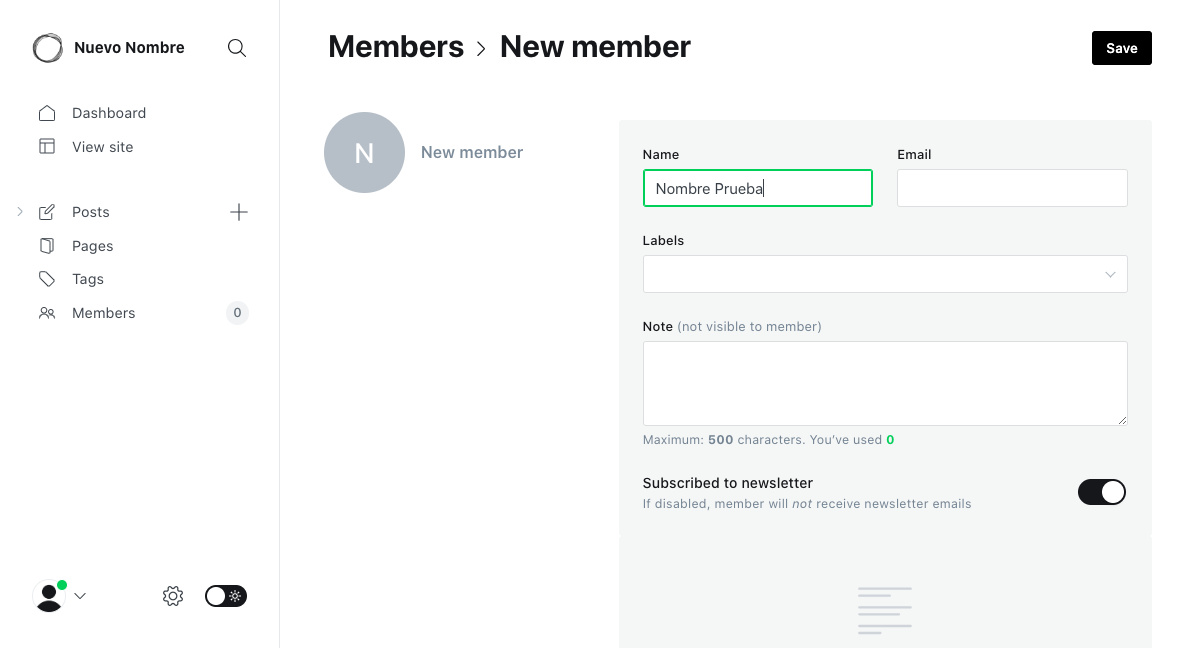 Nuevo Nombre
Dashboard
View site
Posts
Pages
Tags
Members
0
Members > New member
Save
N
New member
Name
Email
Nombre Prueba
Labels
Note (not visible to member)
Maximum: 500 characters. You've used 0
Subscribed to newsletter
If disabled, member will not receive newsletter emails